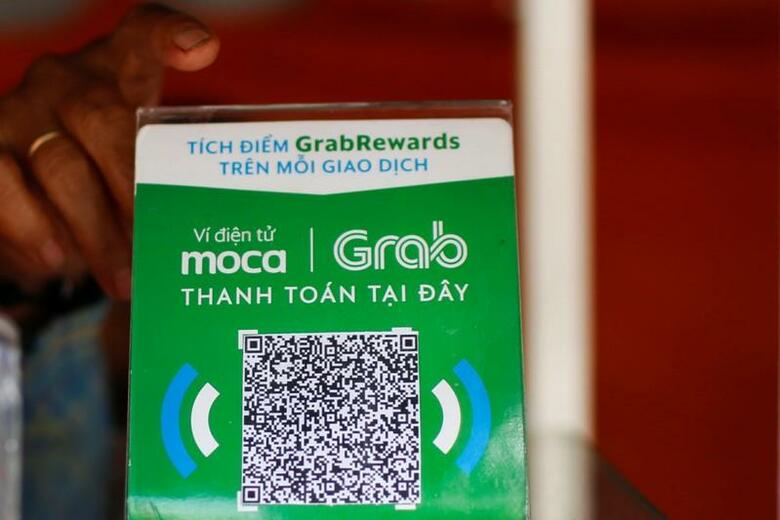 TÍCH ĐIỂM GrabRewards
TRÊN MỖI GIAO DỊCH
Ví điện tử
moca | Grab
THANH TOÁN TẠI ĐÂY